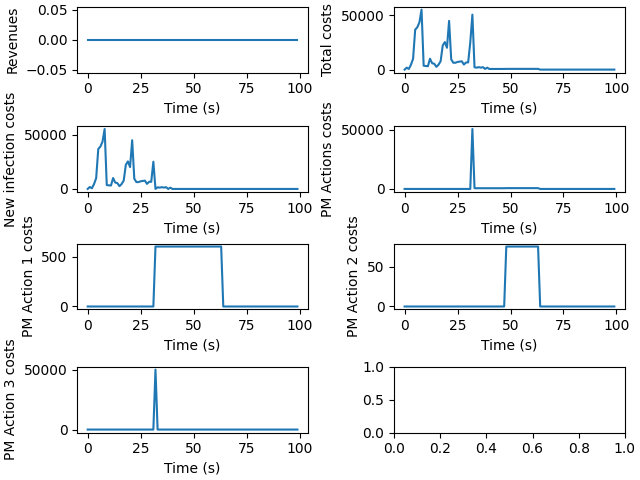 Revenues
0.05
0.00
−0.05
0 25 50 75 100
Time (s)
Total costs
50000
0
0 25 50 75 100
Time (s)
New infection costs
50000
0
0 25 50 75 100
Time (s)
PM Actions costs
50000
0
0 25 50 75 100
Time (s)
PM Action 1 costs
500
0
0 25 50 75 100
Time (s)
PM Action 2 costs
50
0
0 25 50 75 100
Time (s)
PM Action 3 costs
50000
0
0 25 50 75 100
Time (s)
1.0
0.5
0.0
0.0 0.2 0.4 0.6 0.8 1.0